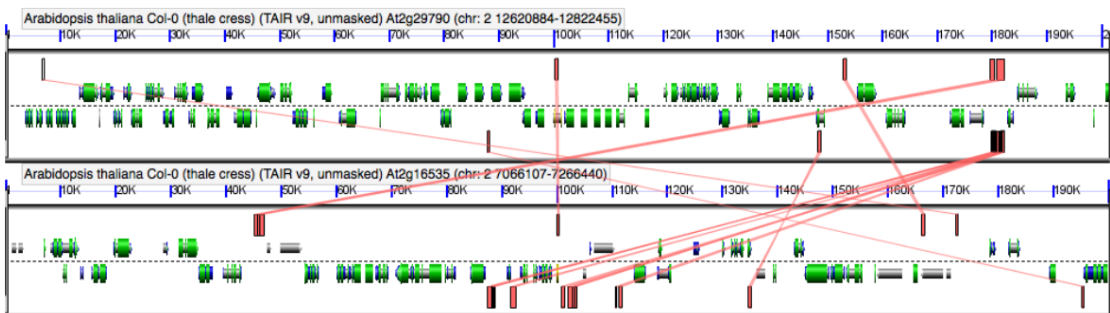 Arabidopsis thaliana Col-0 (thale cress) (TAIR v9, unmasked) At2g29790 (chr: 2 12620884-12822455)
10K 20K 30K 40K 50K 60K 70K 80K 90K 100K 110K 120K 130K 140K 150K 160K 170K 180K 190K 2
Arabidopsis thaliana Col-0 (thale cress) (TAIR v9, unmasked) At2g16535 (chr: 2 7066107-7266440)
10K 20K 30K 40K 50K 60K 70K 80K 90K 100K 110K 120K 130K 140K 150K 160K 170K 180K 190K